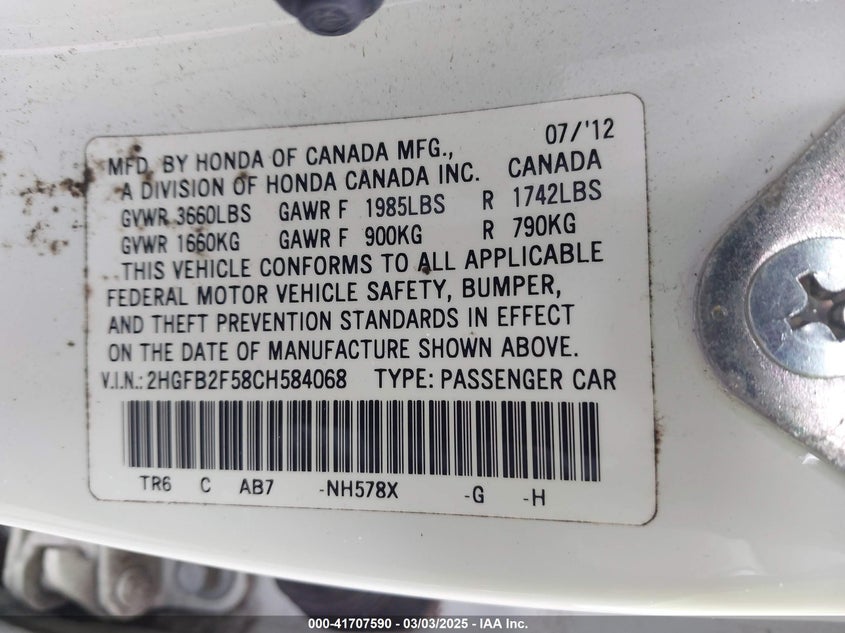 07/'12
MFD. BY HONDA OF CANADA MFG., CANADA
A DIVISION OF HONDA CANADA INC.
GVWR 3660LBS GAWR F 1985LBS R 1742LBS
GVWR 1660KG GAWR F 900KG R 790KG
THIS VEHICLE CONFORMS TO ALL APPLICABLE
FEDERAL MOTOR VEHICLE SAFETY, BUMPER,
AND THEFT PREVENTION STANDARDS IN EFFECT
ON THE DATE OF MANUFACTURE SHOWN ABOVE.
V.I.N.: 2HGFB2F58CH584068 TYPE: PASSENGER CAR
TR6 C AB7 -NH578X -G -H
000-41707590 - 03/03/2025 - IAA Inc.